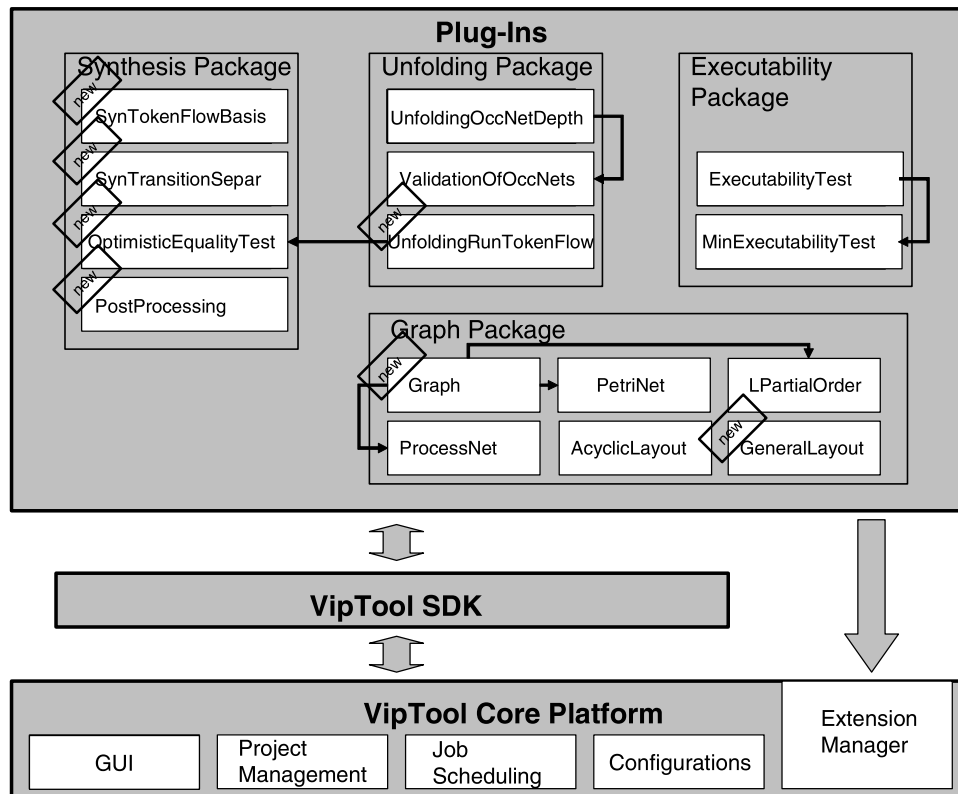 Plug-Ins
Synthesis Package
new
SynTokenFlowBasis
new
SynTransitionSepar
new
OptimisticEqualityTest
new
PostProcessing
Unfolding Package
UnfoldingOccNetDepth
ValidationOfOccNets
new
UnfoldingRunTokenFlow
Executability
Package
ExecutabilityTest
MinExecutabilityTest
Graph Package
new
Graph
PetriNet
LPartialOrder
ProcessNet
AcyclicLayout
new
GeneralLayout
VipTool SDK
VipTool Core Platform
GUI
Project
Management
Job
Scheduling
Configurations
Extension
Manager